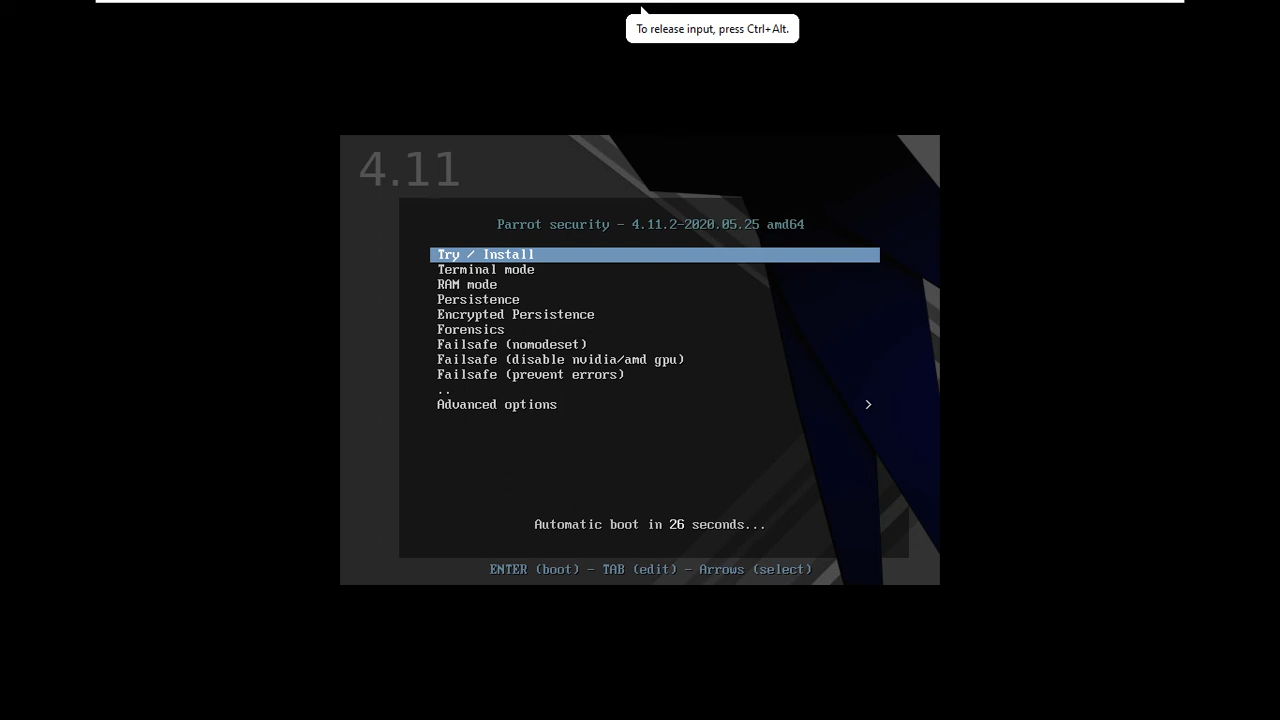 To release input, press Ctrl+Alt.
4.11
Parrot security - 4.11.2-2020.05.25 amd64
Try / Install
Terminal mode
RAM mode
Persistence
Encrypted Persistence
Forensics
Failsafe (nomodeset)
Failsafe (disable nvidia/amd gpu)
Failsafe (prevent errors)
..
Advanced options >
Automatic boot in 26 seconds...
ENTER (boot) - TAB (edit) - Arrows (select)